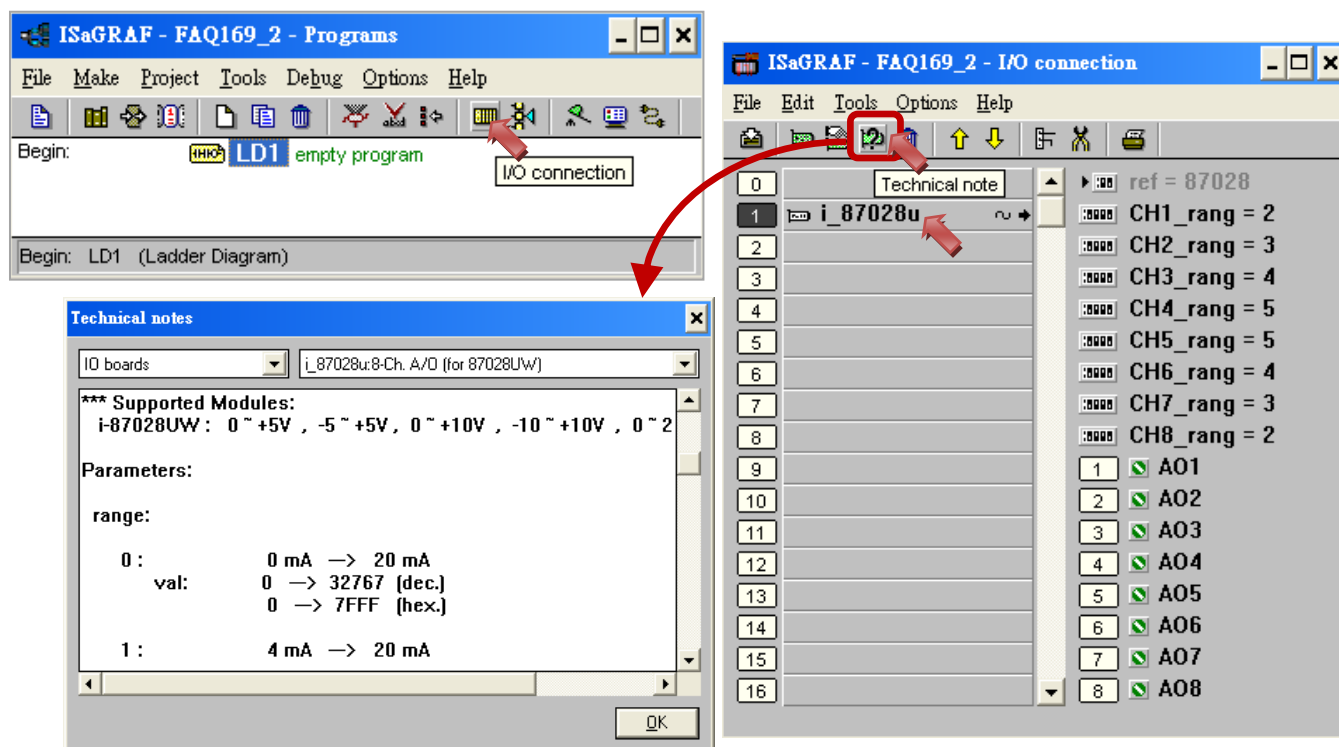 ISaGRAF - FAQ169_2 - Programs
File Make Project Tools Debug Options Help
Begin: LD1 empty program
I/O connection
Begin: LD1 (Ladder Diagram)
ISaGRAF - FAQ169_2 - I/O connection
File Edit Tools Options Help
Technical note
0
1 i_87028u
2
3
4
5
6
7
8
9
10
11
12
13
14
15
16
ref = 87028
CH1_rang = 2
CH2_rang = 3
CH3_rang = 4
CH4_rang = 5
CH5_rang = 5
CH6_rang = 4
CH7_rang = 3
CH8_rang = 2
1 AO1
2 AO2
3 AO3
4 AO4
5 AO5
6 AO6
7 AO7
8 AO8
Technical notes
IO boards i_87028u:8-Ch. A/O (for 87028UW)
*** Supported Modules:
i-87028UW : 0 ~ +5V , -5 ~ +5V , 0 ~ +10V , -10 ~ +10V , 0 ~ 2
Parameters:
range:
0 : 0 mA —> 20 mA
val: 0 —> 32767 (dec.)
0 —> 7FFF (hex.)
1 : 4 mA —> 20 mA
OK